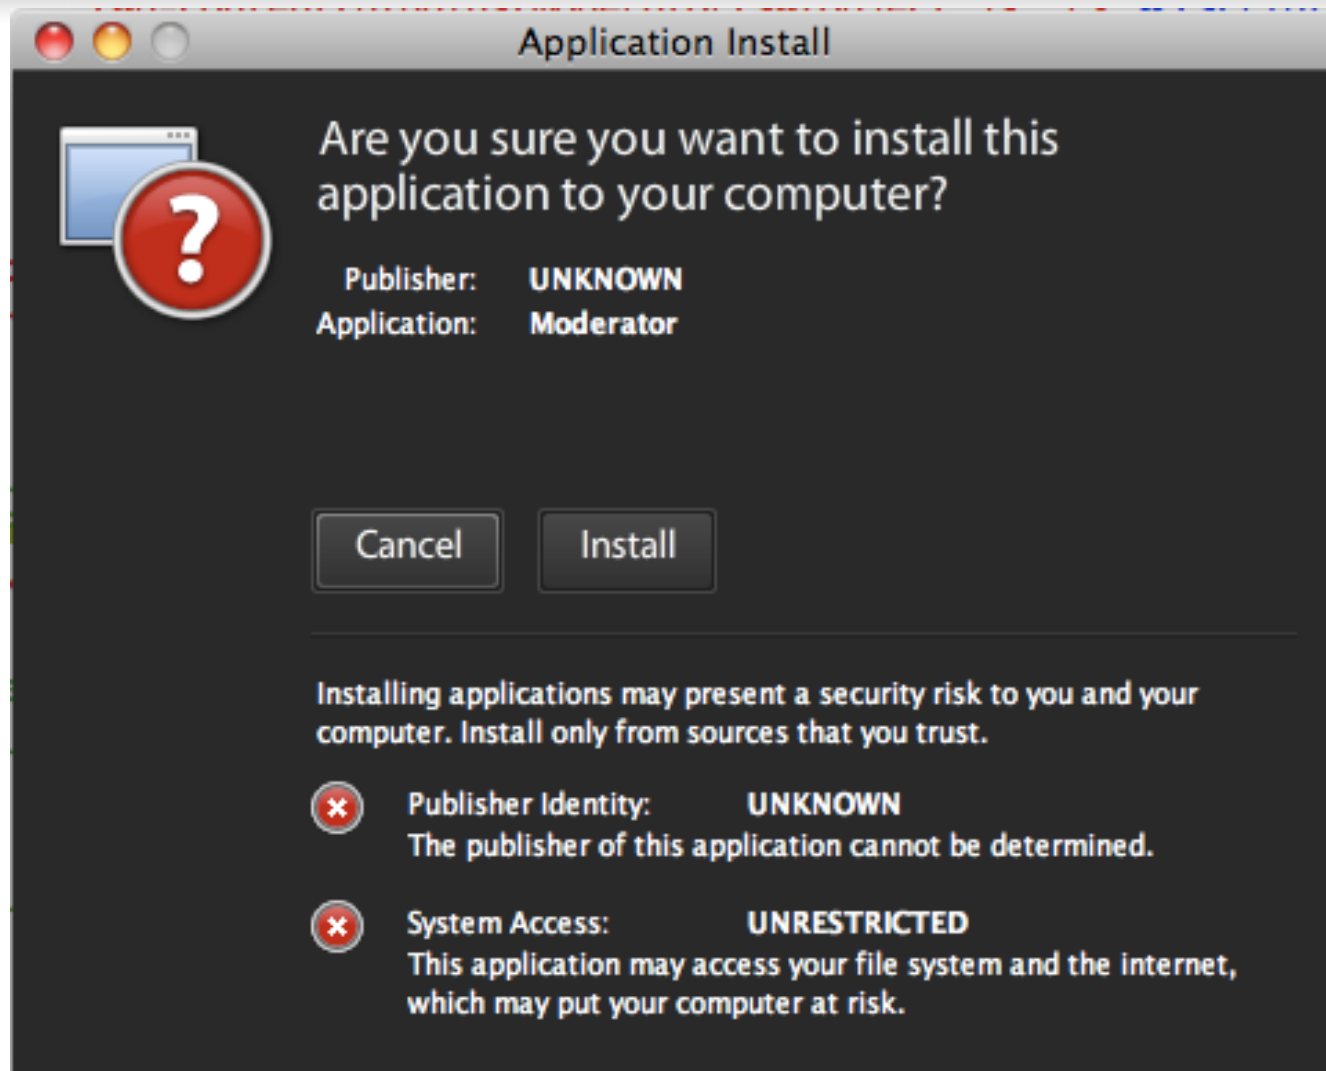 Application Install
Are you sure you want to install this
application to your computer?
Publisher: UNKNOWN
Application: Moderator
Cancel Install
Installing applications may present a security risk to you and your
computer. Install only from sources that you trust.
Publisher Identity: UNKNOWN
The publisher of this application cannot be determined.
System Access: UNRESTRICTED
This application may access your file system and the internet,
which may put your computer at risk.